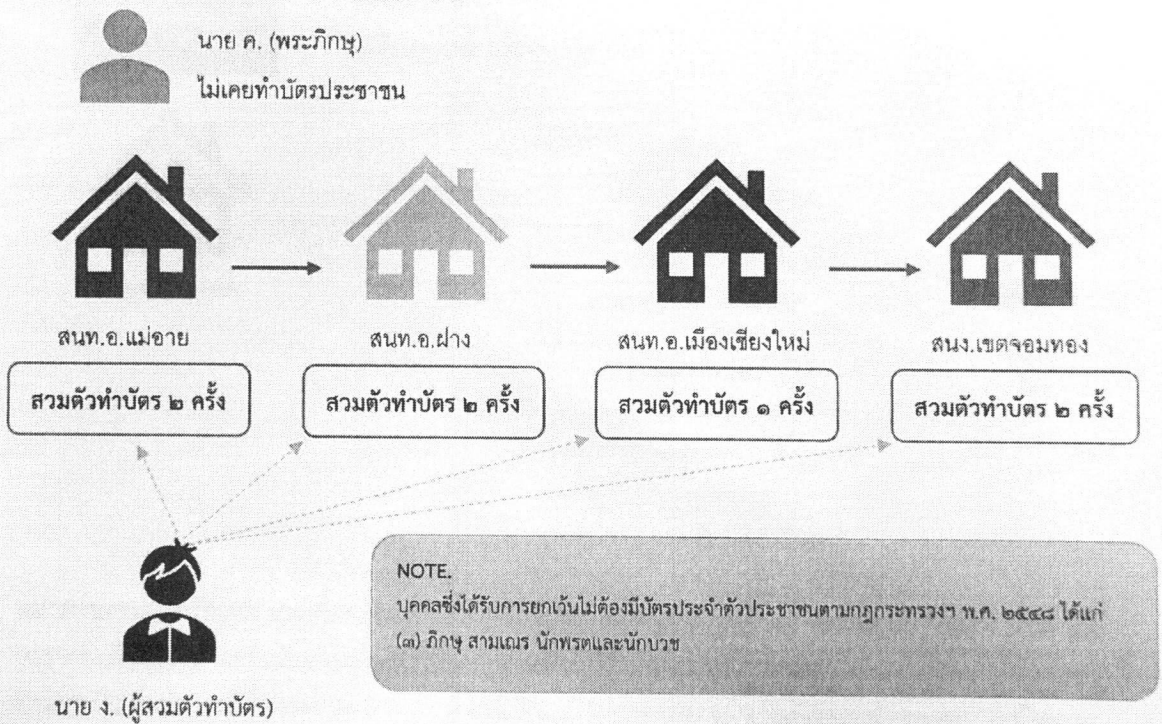 นาย ค. (พระภิกษุ)
ไม่เคยทำบัตรประชาชน
สนท.อ.แม่อาย
สนท.อ.ฝาง
สนท.อ.เมืองเชียงใหม่
สนง.เขตจอมทอง
สวมตัวทำบัตร ๒ ครั้ง
สวมตัวทำบัตร ๒ ครั้ง
สวมตัวทำบัตร ๑ ครั้ง
สวมตัวทำบัตร ๒ ครั้ง
NOTE.
บุคคลซึ่งได้รับการยกเว้นไม่ต้องมีบัตรประจำตัวประชาชนตามกฎกระทรวงฯ พ.ศ. ๒๕๔๘ ได้แก่
(๓) ภิกษุ สามเณร นักพรตและนักบวช
นาย ง. (ผู้สวมตัวทำบัตร)